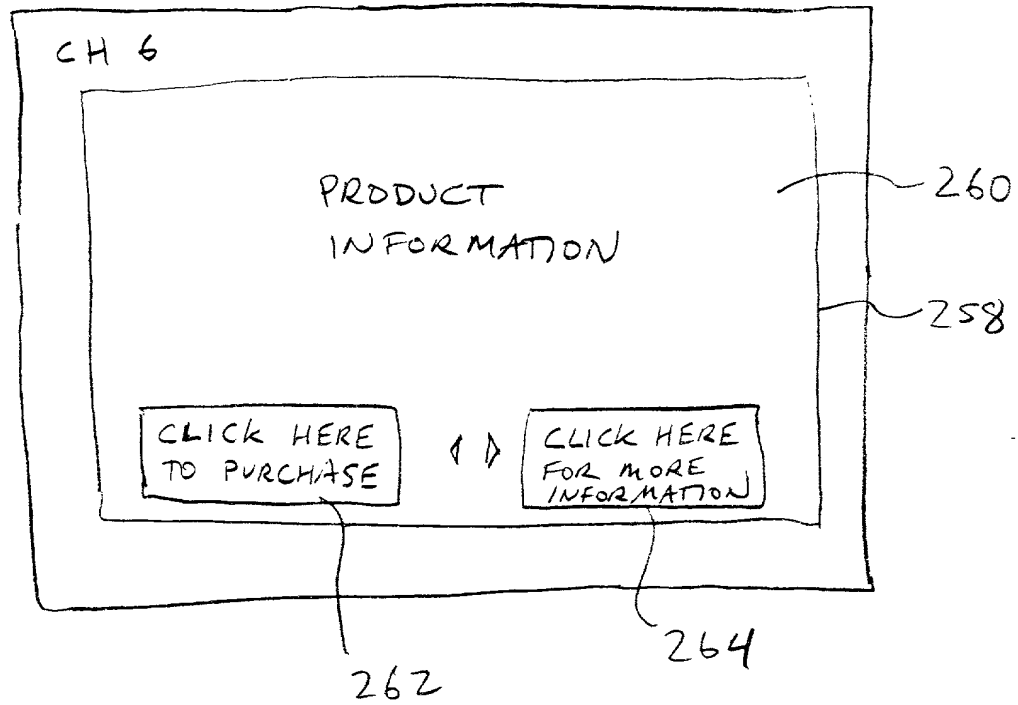 CH 6
PRODUCT
INFORMATION
260
258
CLICK HERE
TO PURCHASE
CLICK HERE
FOR MORE
INFORMATION
262
264